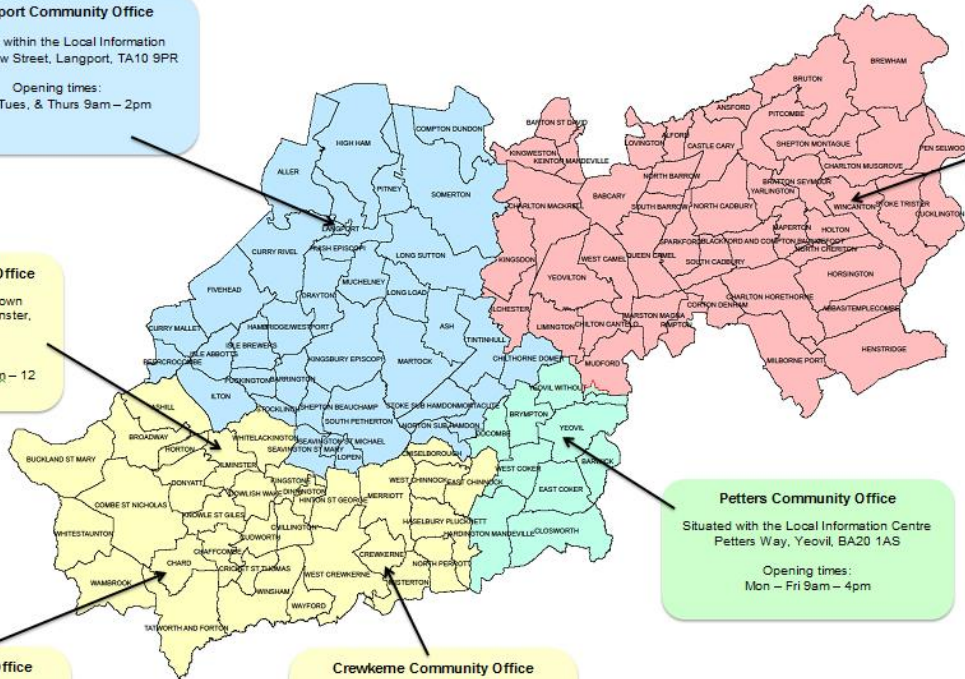 port Community Office
within the Local Information
w Street, Langport, TA10 9PR
Opening times:
Tues, & Thurs 9am – 2pm
Office
own
nster,
– 12
Office
Crewkerne Community Office
Petters Community Office
Situated with the Local Information Centre
Petters Way, Yeovil, BA20 1AS
Opening times:
Mon – Fri 9am – 4pm
BREWHAM
BRUTON
ANSFORD
PITCOMBE
BARTON ST DAVID
LOVINGTON
ALFORD
CASTLE CARY
SHEPTON MONTAGUE
PEN SELWOOD
KINGWESTON
KEINTON MANDEVILLE
CHARLTON MUSGROVE
NORTH BARROW
BRATTON SEYMOUR
YARLINGTON
BABCARY
CHARLTON MACKRELL
SOUTH BARROW
NORTH CADBURY
WINCANTON
STOKE TRISTER
CUCKLINGTON
MAPERTON
HOLTON
SPARKFORD
BLACKFORD AND COMPTON PAUNCEFOOT
NORTH CHERITON
KINGSDON
WEST CAMEL
QUEEN CAMEL
SOUTH CADBURY
YEOVILTON
HORSINGTON
CHARLTON HORETHORNE
CORTON DENHAM
ABBAS/TEMPLECOMBE
ILCHESTER
MARSTON MAGNA
LIMINGTON
CHILTON CANTELO
RIMPTON
HENSTRIDGE
MILBORNE PORT
MUDFORD
COMPTON DUNDON
HIGH HAM
ALLER
PITNEY
SOMERTON
LANGPORT
HUISH EPISCOPI
CURRY RIVEL
LONG SUTTON
MUCHELNEY
FIVEHEAD
DRAYTON
LONG LOAD
CURRY MALLET
HAMBRIDGE/WESTPORT
ASH
ISLE BREWERS
TINTINHULL
ISLE ABBOTTS
KINGSBURY EPISCOPI
MARTOCK
CHILTHORNE DOMER
BEERCROCOMBE
PUCKINGTON
BARRINGTON
ILTON
STOCKLINCH
SHEPTON BEAUCHAMP
STOKE SUB HAMDON
MONTACUTE
SOUTH PETHERTON
NORTON SUB HAMDON
SEAVINGTON ST MICHAEL
SEAVINGTON ST MARY
LOPEN
YEOVIL WITHOUT
BRYMPTON
YEOVIL
ODCOMBE
BARWICK
WEST COKER
EAST COKER
HARDINGTON MANDEVILLE
CLOSWORTH
ASHILL
BROADWAY
WHITELACKINGTON
HORTON
BUCKLAND ST MARY
ILMINSTER
CHISELBOROUGH
DONYATT
KINGSTONE
WEST CHINNOCK
EAST CHINNOCK
DOWLISH WAKE
DINNINGTON
HINTON ST GEORGE
MERRIOTT
COMBE ST NICHOLAS
KNOWLE ST GILES
HASELBURY PLUCKNETT
CHILLINGTON
CUDWORTH
WHITESTAUNTON
CHAFFCOMBE
CREWKERNE
CHARD
CRICKET ST THOMAS
NORTH PERROTT
WEST CREWKERNE
WAMBROOK
MISTERTON
WINSHAM
WAYFORD
TATWORTH AND FORTON